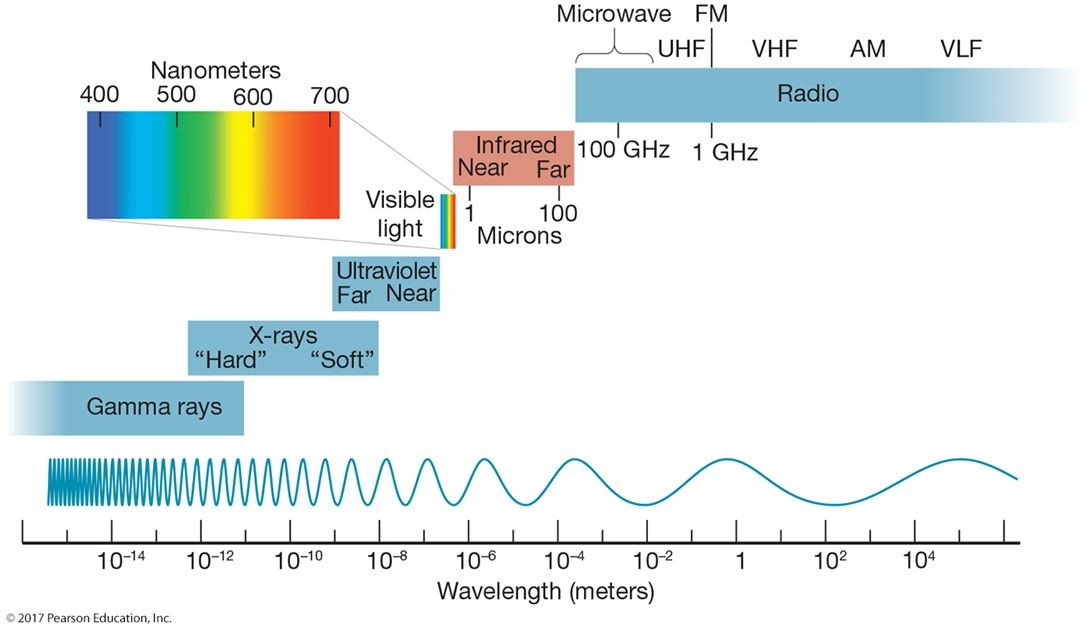 Microwave FM
UHF VHF AM VLF
Nanometers
400 500 600 700
Radio
100 GHz 1 GHz
Infrared
Near Far
Visible
light
1 100
Microns
Ultraviolet
Far Near
X-rays
“Hard” “Soft”
Gamma rays
10⁻¹⁴ 10⁻¹² 10⁻¹⁰ 10⁻⁸ 10⁻⁶ 10⁻⁴ 10⁻² 1 10² 10⁴
Wavelength (meters)
© 2017 Pearson Education, Inc.